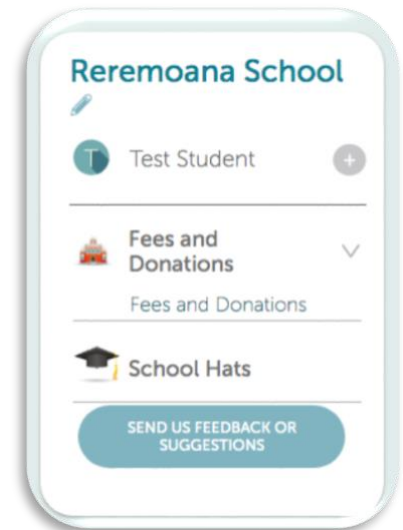 Reremoana School
T
Test Student
+
Fees and
Donations
Fees and Donations
School Hats
SEND US FEEDBACK OR
SUGGESTIONS